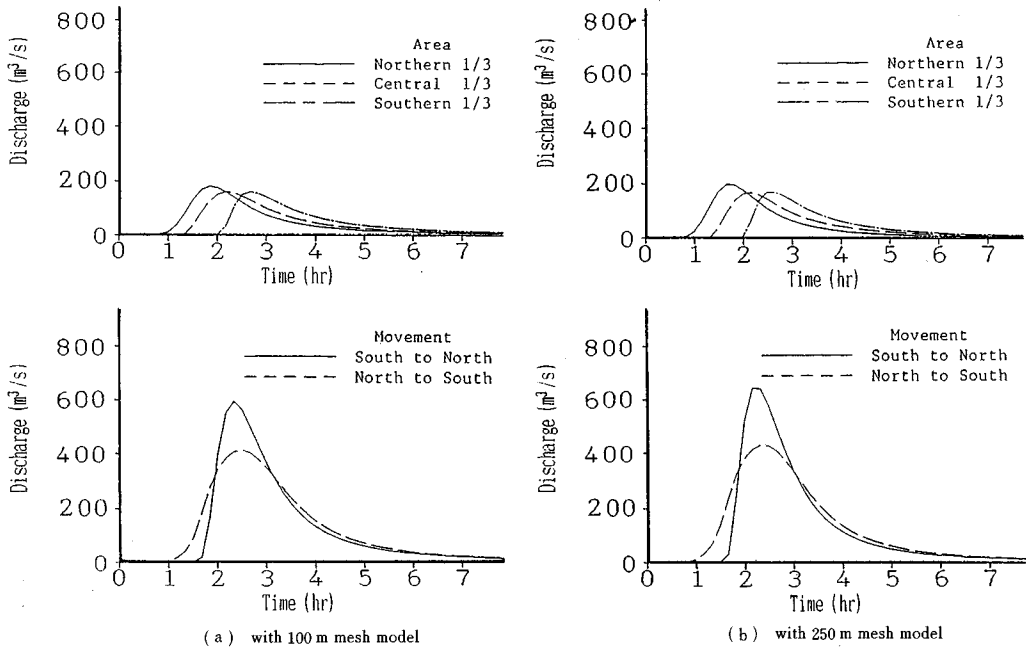 800
600
400
200
0
Discharge (m³/s)
Area
Northern 1/3
Central 1/3
Southern 1/3
0 1 2 3 4 5 6 7
Time (hr)
800
600
400
200
0
Discharge (m³/s)
Area
Northern 1/3
Central 1/3
Southern 1/3
0 1 2 3 4 5 6 7
Time (hr)
800
600
400
200
0
Discharge (m³/s)
Movement
South to North
North to South
0 1 2 3 4 5 6 7
Time (hr)
(a) with 100 m mesh model
800
600
400
200
0
Discharge (m³/s)
Movement
South to North
North to South
0 1 2 3 4 5 6 7
Time (hr)
(b) with 250 m mesh model